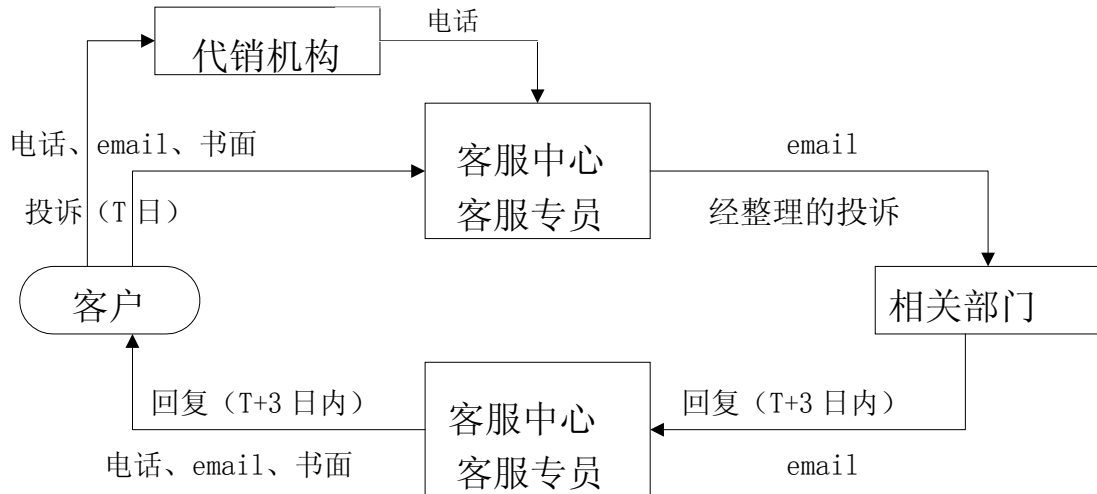 电话
代销机构
电话、email、书面
客服中心
客服专员
email
投诉（T 日）
经整理的投诉
客户
相关部门
回复（T+3 日内）
客服中心
客服专员
回复（T+3 日内）
电话、email、书面
email